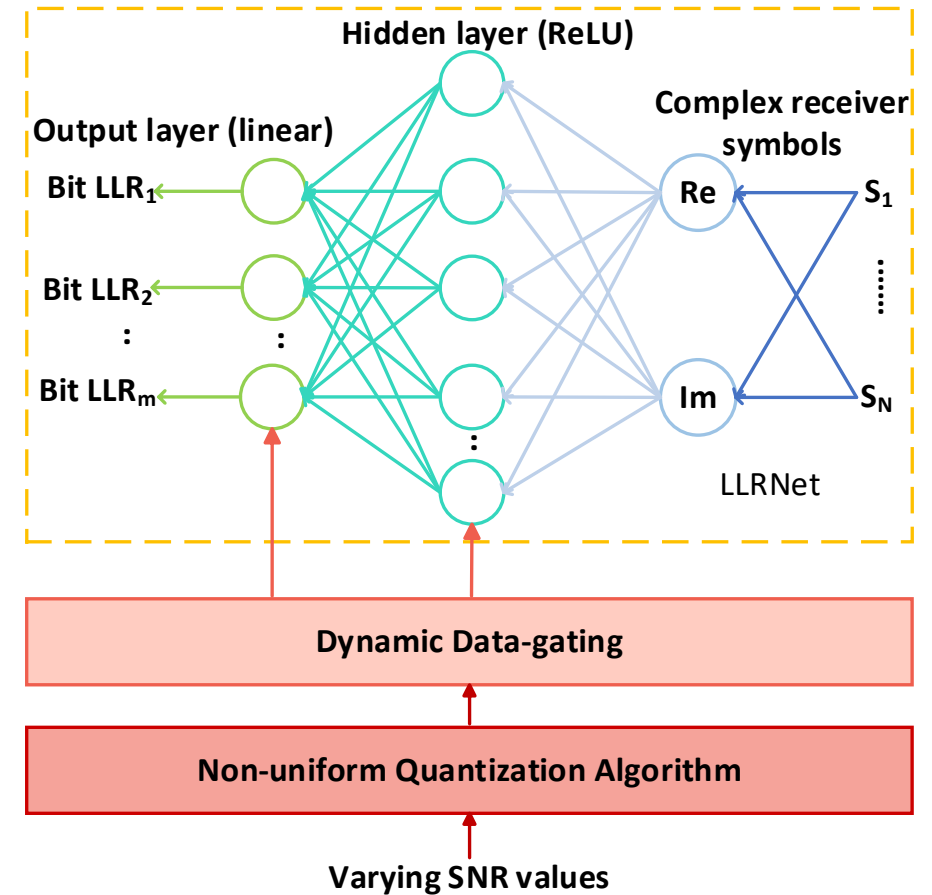 Hidden layer (ReLU)
Complex receiver
symbols
Output layer (linear)
Bit LLR₁
Re
S₁
Bit LLR₂
:
:
.......
Bit LLRₘ
Im
S_N
:
LLRNet
Dynamic Data-gating
Non-uniform Quantization Algorithm
Varying SNR values